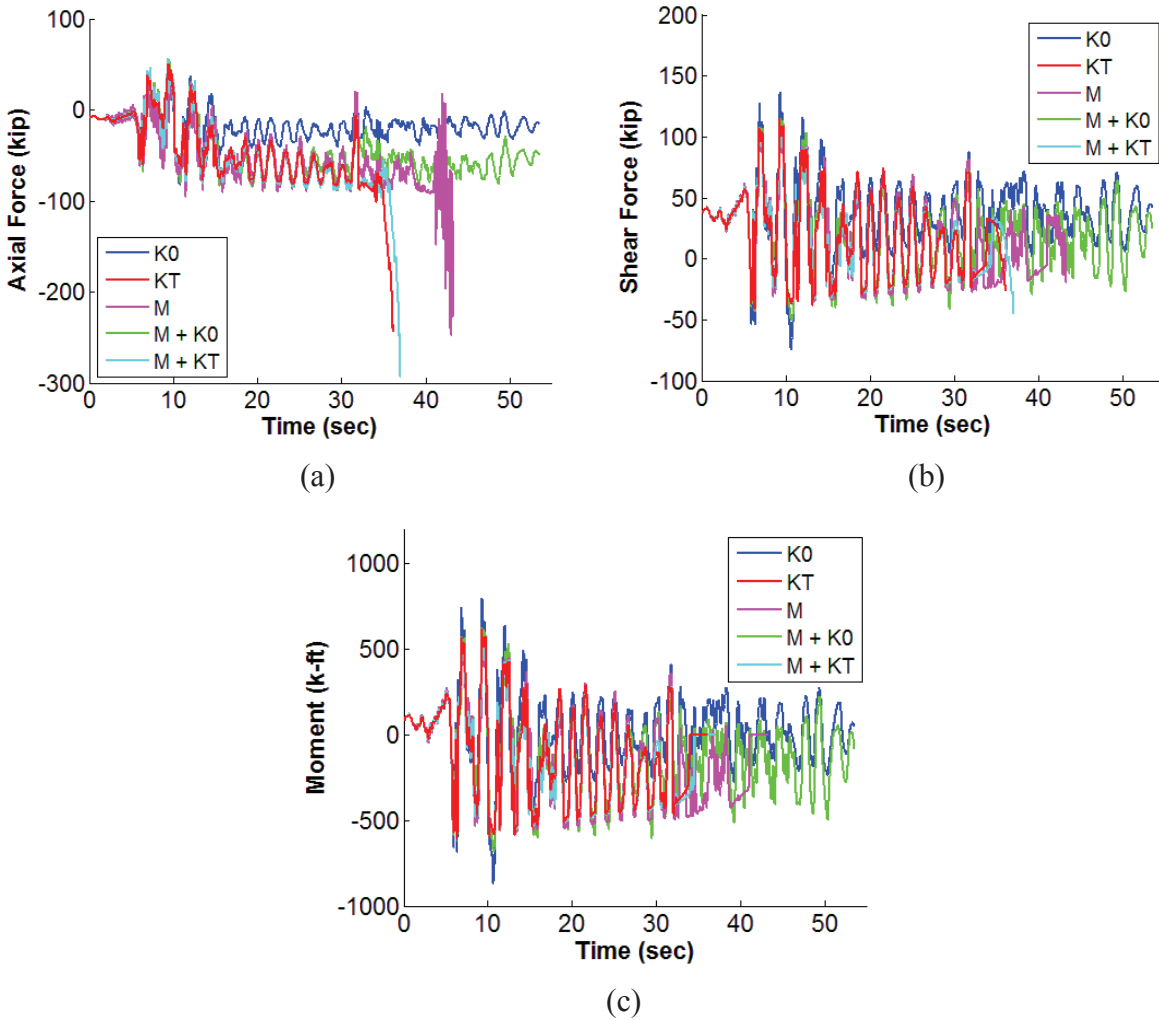 100
0
-100
-200
-300
Axial Force (kip)
K0
KT
M
M + K0
M + KT
0 10 20 30 40 50
Time (sec)
(a)
200
150
100
50
0
-50
-100
Shear Force (kip)
K0
KT
M
M + K0
M + KT
0 10 20 30 40 50
Time (sec)
(b)
1000
500
0
-500
-1000
Moment (k-ft)
K0
KT
M
M + K0
M + KT
0 10 20 30 40 50
Time (sec)
(c)